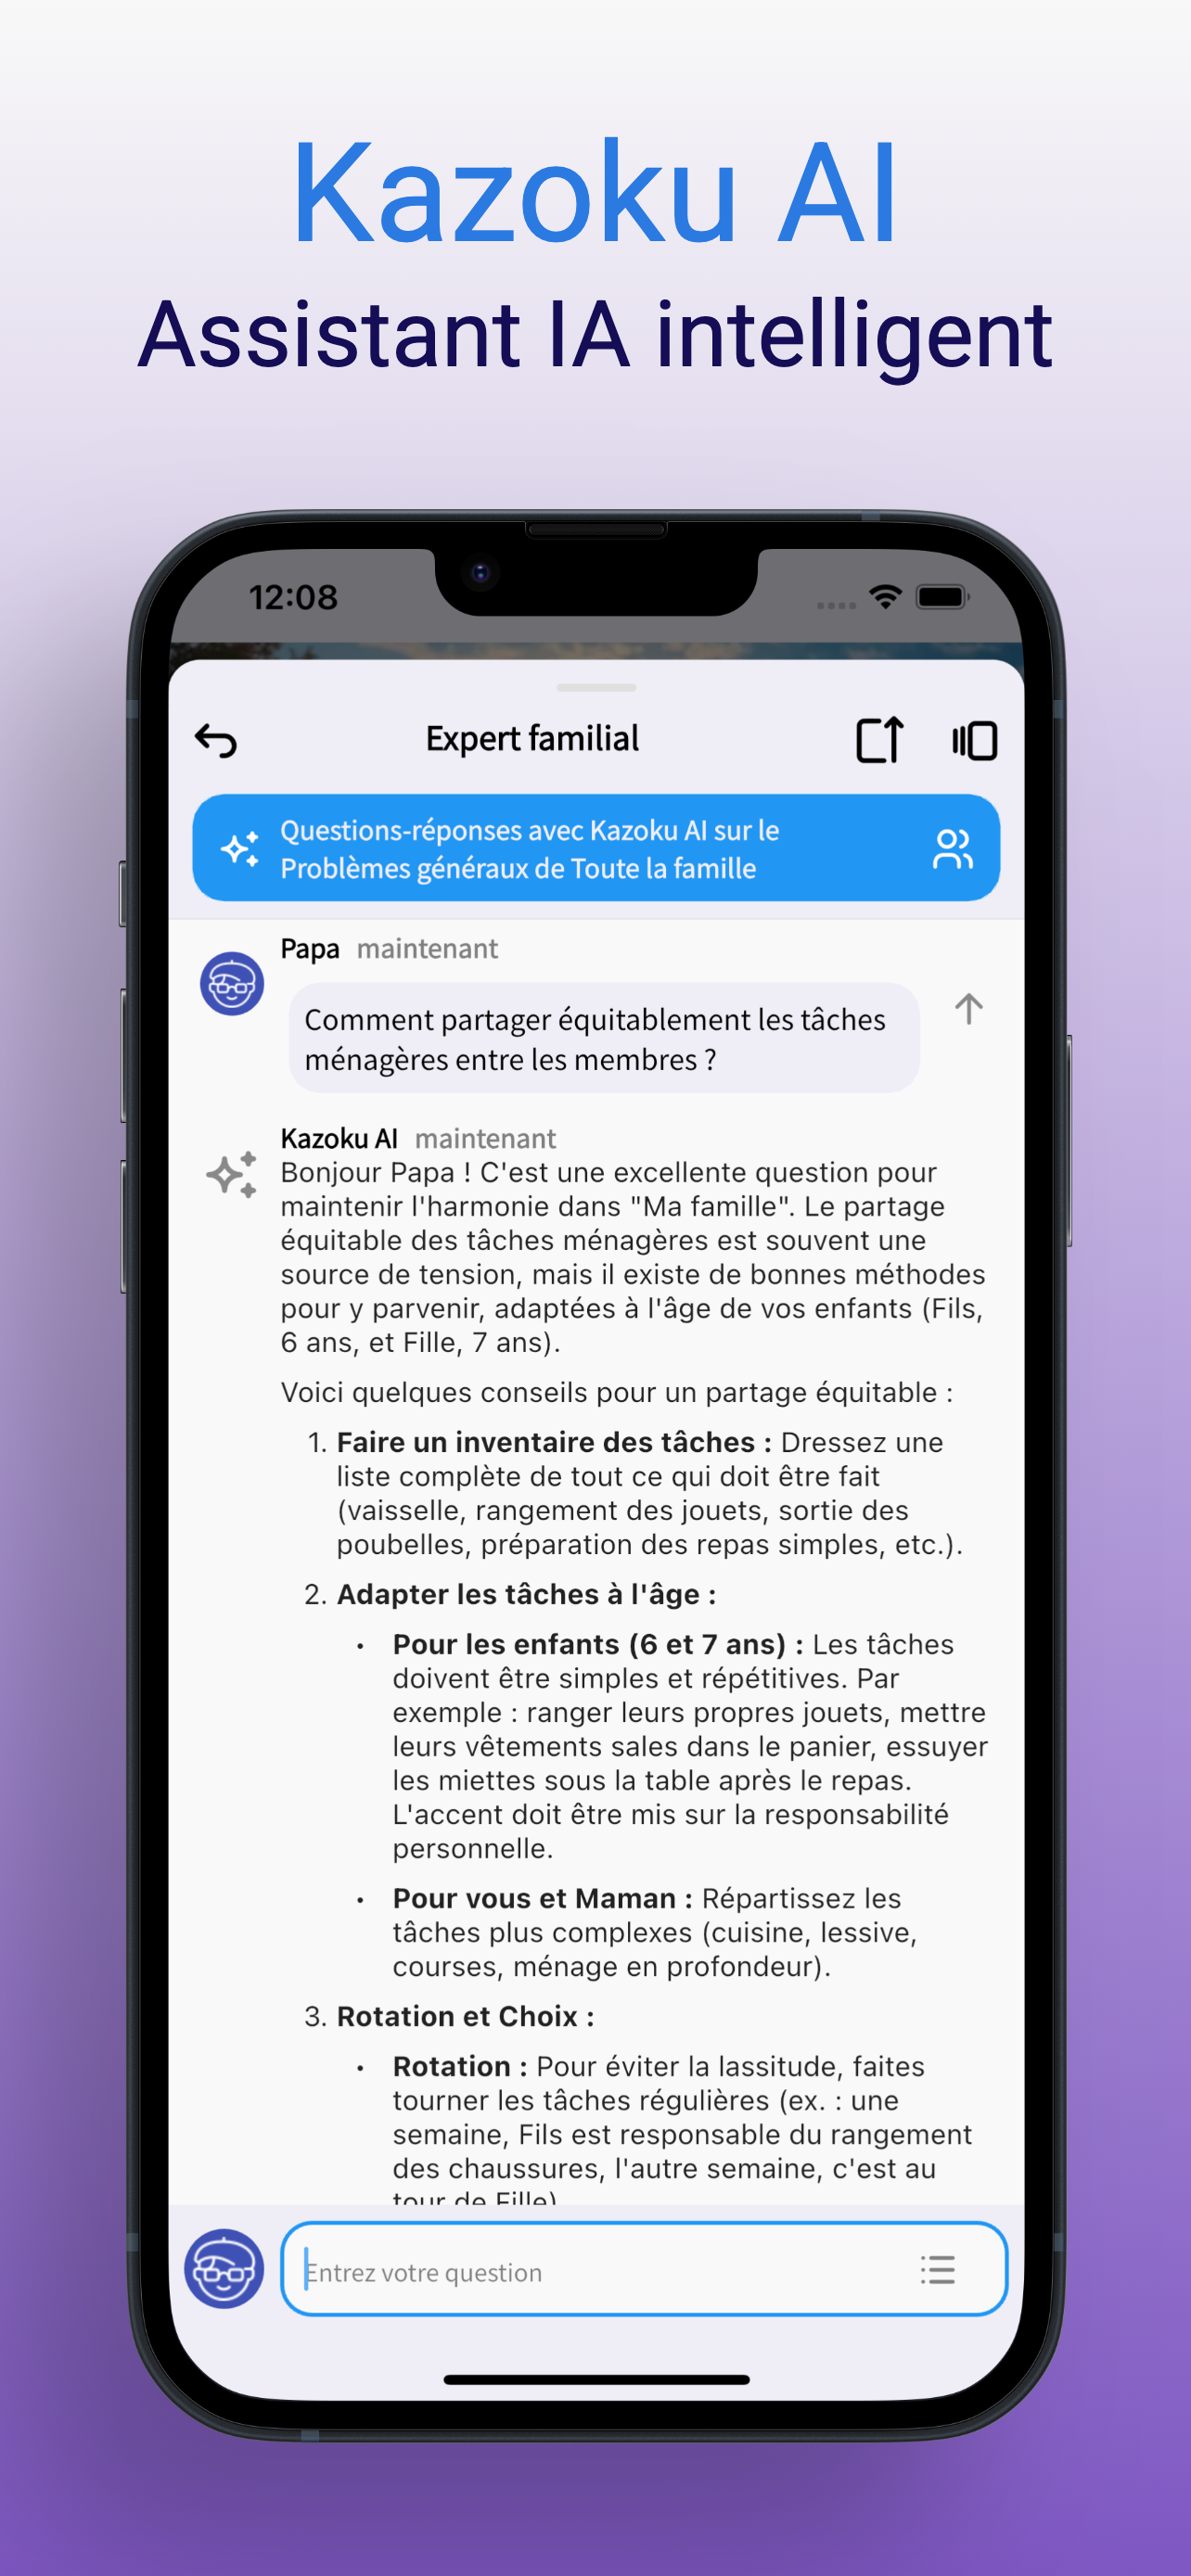 Kazoku AI
Assistant IA intelligent
12:08
Expert familial
Questions-réponses avec Kazoku AI sur le
Problèmes généraux de Toute la famille
Papa maintenant
Comment partager équitablement les tâches
ménagères entre les membres ?
Kazoku AI maintenant
Bonjour Papa ! C'est une excellente question pour
maintenir l'harmonie dans "Ma famille". Le partage
équitable des tâches ménagères est souvent une
source de tension, mais il existe de bonnes méthodes
pour y parvenir, adaptées à l'âge de vos enfants (Fils,
6 ans, et Fille, 7 ans).
Voici quelques conseils pour un partage équitable :
1. Faire un inventaire des tâches : Dressez une
liste complète de tout ce qui doit être fait
(vaisselle, rangement des jouets, sortie des
poubelles, préparation des repas simples, etc.).
2. Adapter les tâches à l'âge :
• Pour les enfants (6 et 7 ans) : Les tâches
doivent être simples et répétitives. Par
exemple : ranger leurs propres jouets, mettre
leurs vêtements sales dans le panier, essuyer
les miettes sous la table après le repas.
L'accent doit être mis sur la responsabilité
personnelle.
• Pour vous et Maman : Répartissez les
tâches plus complexes (cuisine, lessive,
courses, ménage en profondeur).
3. Rotation et Choix :
• Rotation : Pour éviter la lassitude, faites
tourner les tâches régulières (ex. : une
semaine, Fils est responsable du rangement
des chaussures, l'autre semaine, c'est au
tour de Fille)
Entrez votre question